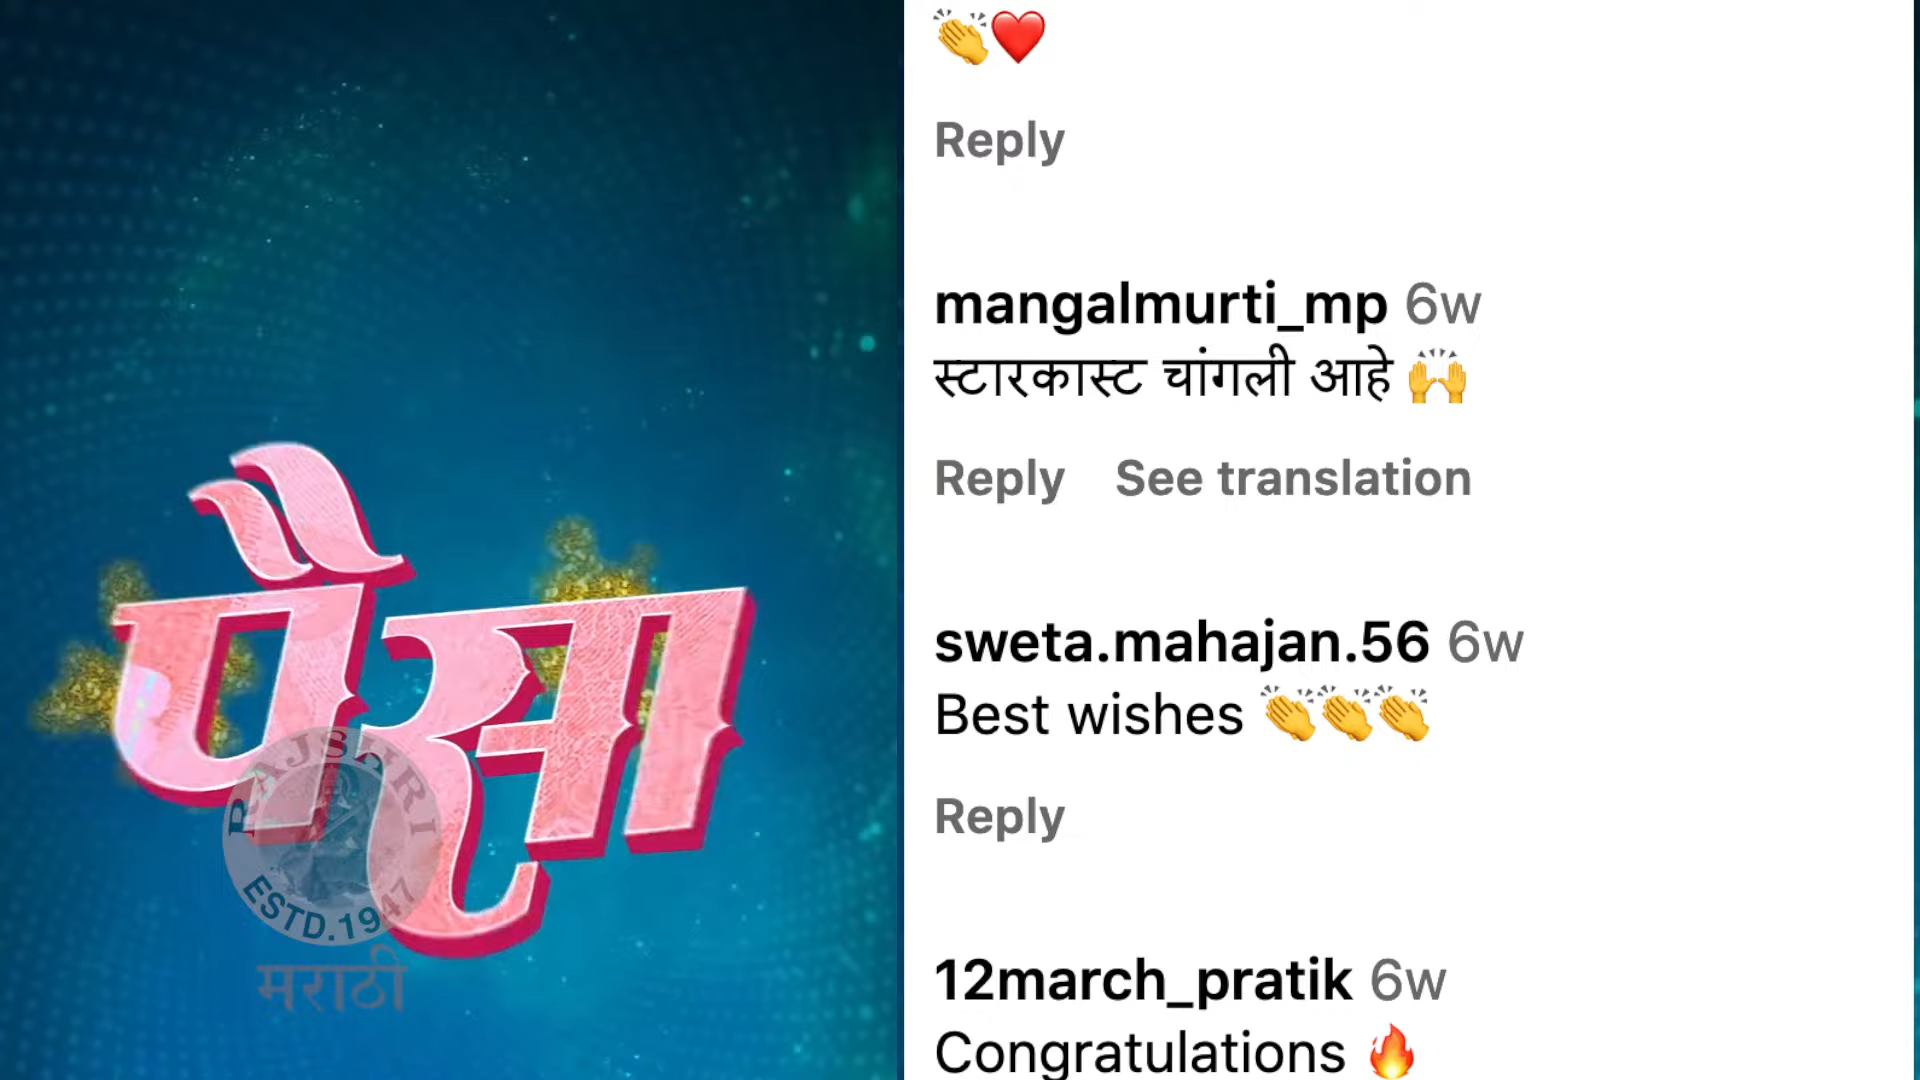 पैसा
RAJSHRI
ESTD.1947
मराठी
👏❤️
Reply
mangalmurti_mp 6w
स्टारकास्ट चांगली आहे 🙌
Reply See translation
sweta.mahajan.56 6w
Best wishes 👏👏👏
Reply
12march_pratik 6w
Congratulations 🔥